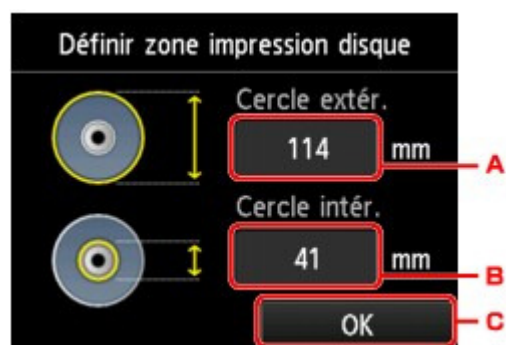 Définir zone impression disque
Cercle extér.
114 mm
A
Cercle intér.
41 mm
B
OK
C